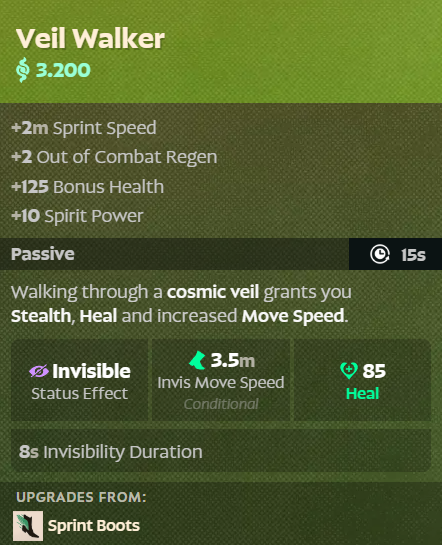 Veil Walker
3.200
+2m Sprint Speed
+2 Out of Combat Regen
+125 Bonus Health
+10 Spirit Power
Passive 15s
Walking through a cosmic veil grants you
Stealth, Heal and increased Move Speed.
Invisible
Status Effect
3.5m
Invis Move Speed
Conditional
85
Heal
8s Invisibility Duration
UPGRADES FROM:
Sprint Boots